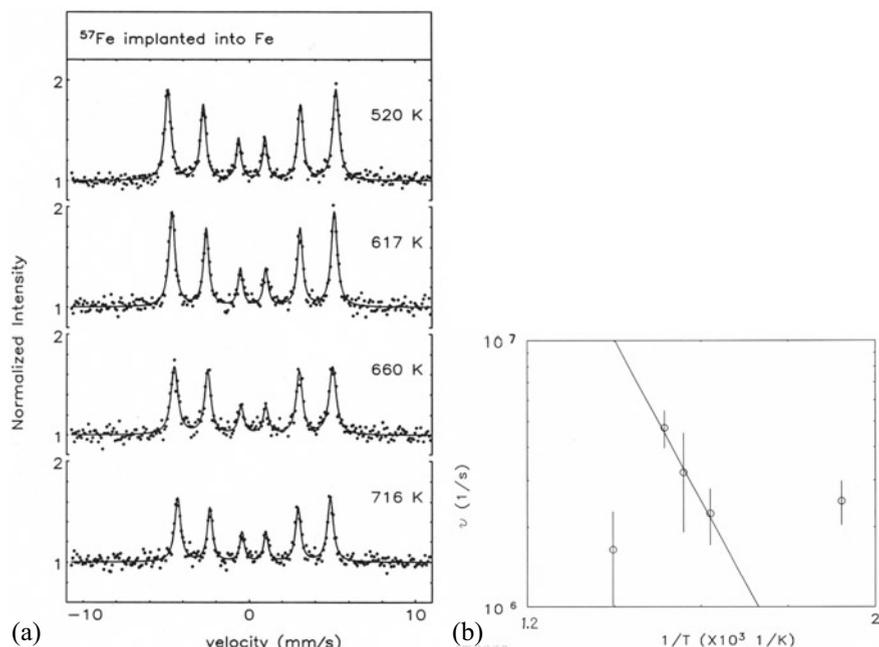 57Fe implanted into Fe
2
520 K
1
2
617 K
1
2
660 K
1
2
716 K
1
Normalized Intensity
−10 0 10
velocity (mm/s)
(a)
10 7
υ (1/s)
10 6
1.2 2
1/T (X10³ 1/K)
(b)